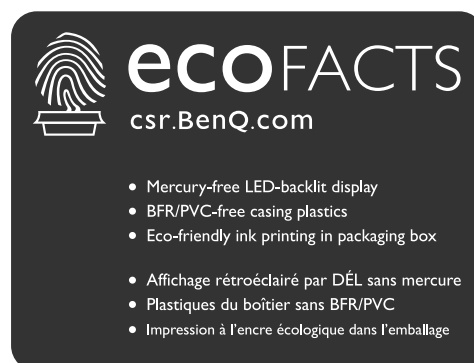 ecoFACTS
csr.BenQ.com
• Mercury-free LED-backlit display
• BFR/PVC-free casing plastics
• Eco-friendly ink printing in packaging box
• Affichage rétroéclairé par DÉL sans mercure
• Plastiques du boîtier sans BFR/PVC
• Impression à l'encre écologique dans l'emballage